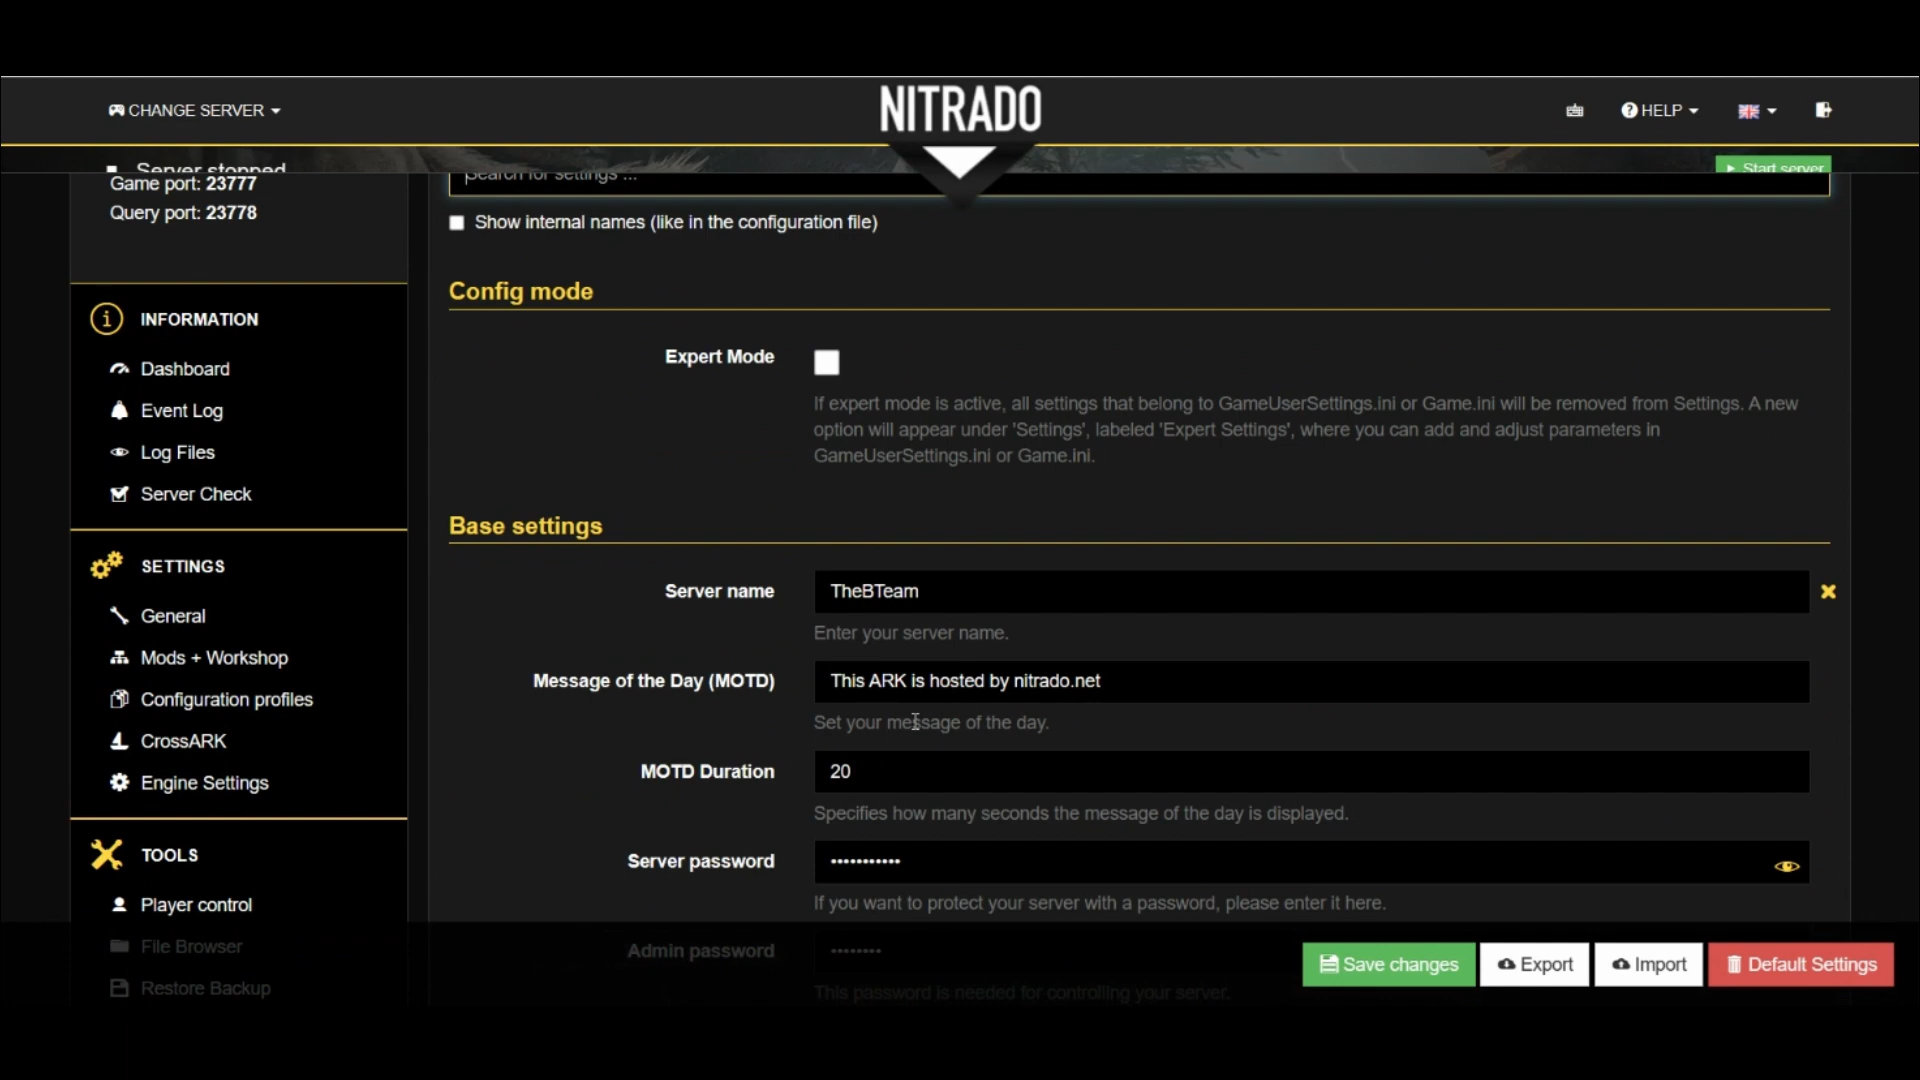 CHANGE SERVER
NITRADO
HELP
Server stopped
Start server
Game port: 23777
Query port: 23778
Search for settings ...
Show internal names (like in the configuration file)
Config mode
Expert Mode
If expert mode is active, all settings that belong to GameUserSettings.ini or Game.ini will be removed from Settings. A new
option will appear under 'Settings', labeled 'Expert Settings', where you can add and adjust parameters in
GameUserSettings.ini or Game.ini.
INFORMATION
Dashboard
Event Log
Log Files
Server Check
SETTINGS
General
Mods + Workshop
Configuration profiles
CrossARK
Engine Settings
TOOLS
Player control
File Browser
Restore Backup
Base settings
Server name
TheBTeam
Enter your server name.
Message of the Day (MOTD)
This ARK is hosted by nitrado.net
Set your message of the day.
MOTD Duration
20
Specifies how many seconds the message of the day is displayed.
Server password
•••••••••••
If you want to protect your server with a password, please enter it here.
Admin password
••••••••
This password is needed for controlling your server.
Save changes
Export
Import
Default Settings